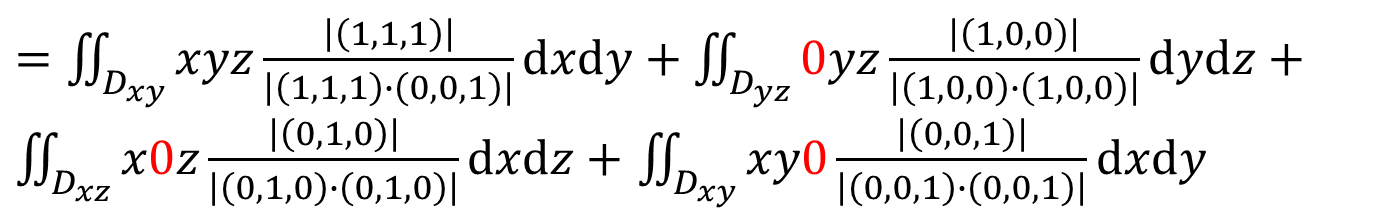 = ∬_{D_{xy}} xyz \frac{|(1,1,1)|}{|(1,1,1)·(0,0,1)|} dxdy + ∬_{D_{yz}} 0yz \frac{|(1,0,0)|}{|(1,0,0)·(1,0,0)|} dydz +
∬_{D_{xz}} x0z \frac{|(0,1,0)|}{|(0,1,0)·(0,1,0)|} dxdz + ∬_{D_{xy}} xy0 \frac{|(0,0,1)|}{|(0,0,1)·(0,0,1)|} dxdy